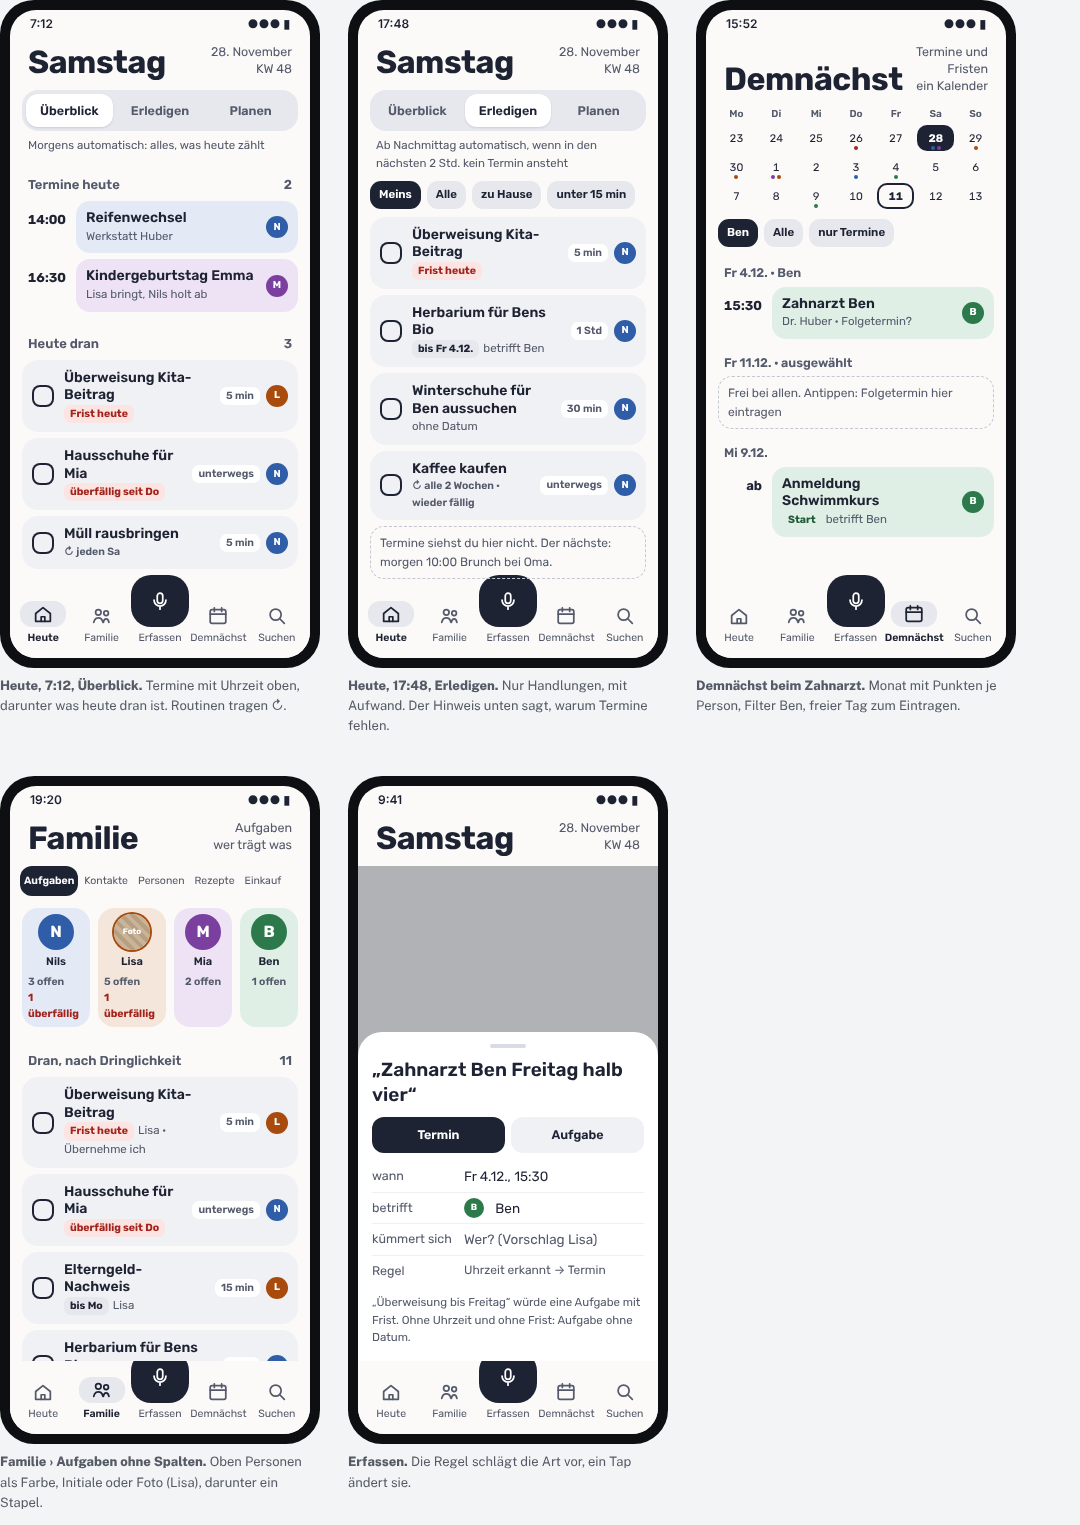 7:12
Samstag
28. November
KW 48
Überblick Erledigen Planen
Morgens automatisch: alles, was heute zählt
Termine heute 2
14:00 Reifenwechsel
Werkstatt Huber
N
16:30 Kindergeburtstag Emma
Lisa bringt, Nils holt ab
M
Heute dran 3
Überweisung Kita-
Beitrag
Frist heute
5 min L
Hausschuhe für
Mia
überfällig seit Do
unterwegs N
Müll rausbringen
↻ jeden Sa
5 min N
Heute Familie Erfassen Demnächst Suchen
Heute, 7:12, Überblick. Termine mit Uhrzeit oben,
darunter was heute dran ist. Routinen tragen ↻.
17:48
Samstag
28. November
KW 48
Überblick Erledigen Planen
Ab Nachmittag automatisch, wenn in den
nächsten 2 Std. kein Termin ansteht
Meins Alle zu Hause unter 15 min
Überweisung Kita-
Beitrag
Frist heute
5 min N
Herbarium für Bens
Bio
bis Fr 4.12. betrifft Ben
1 Std N
Winterschuhe für
Ben aussuchen
ohne Datum
30 min N
Kaffee kaufen
↻ alle 2 Wochen •
wieder fällig
unterwegs N
Termine siehst du hier nicht. Der nächste:
morgen 10:00 Brunch bei Oma.
Heute Familie Erfassen Demnächst Suchen
Heute, 17:48, Erledigen. Nur Handlungen, mit
Aufwand. Der Hinweis unten sagt, warum Termine
fehlen.
15:52
Demnächst
Termine und
Fristen
ein Kalender
Mo Di Mi Do Fr Sa So
23 24 25 26 27 28 29
30 1 2 3 4 5 6
7 8 9 10 11 12 13
Ben Alle nur Termine
Fr 4.12. • Ben
15:30 Zahnarzt Ben
Dr. Huber • Folgetermin?
B
Fr 11.12. • ausgewählt
Frei bei allen. Antippen: Folgetermin hier
eintragen
Mi 9.12.
ab Anmeldung
Schwimmkurs
Start betrifft Ben
B
Heute Familie Erfassen Demnächst Suchen
Demnächst beim Zahnarzt. Monat mit Punkten je
Person, Filter Ben, freier Tag zum Eintragen.
19:20
Familie
Aufgaben
wer trägt was
Aufgaben Kontakte Personen Rezepte Einkauf
N Foto M B
Nils Lisa Mia Ben
3 offen 5 offen 2 offen 1 offen
1 1
überfällig überfällig
Dran, nach Dringlichkeit 11
Überweisung Kita-
Beitrag
Frist heute Lisa •
Übernehme ich
5 min L
Hausschuhe für
Mia
überfällig seit Do
unterwegs N
Elterngeld-
Nachweis
bis Mo Lisa
15 min L
Herbarium für Bens
Heute Familie Erfassen Demnächst Suchen
Familie › Aufgaben ohne Spalten. Oben Personen
als Farbe, Initiale oder Foto (Lisa), darunter ein
Stapel.
9:41
Samstag
28. November
KW 48
„Zahnarzt Ben Freitag halb
vier“
Termin Aufgabe
wann Fr 4.12., 15:30
betrifft B Ben
kümmert sich Wer? (Vorschlag Lisa)
Regel Uhrzeit erkannt → Termin
„Überweisung bis Freitag“ würde eine Aufgabe mit
Frist. Ohne Uhrzeit und ohne Frist: Aufgabe ohne
Datum.
Heute Familie Erfassen Demnächst Suchen
Erfassen. Die Regel schlägt die Art vor, ein Tap
ändert sie.